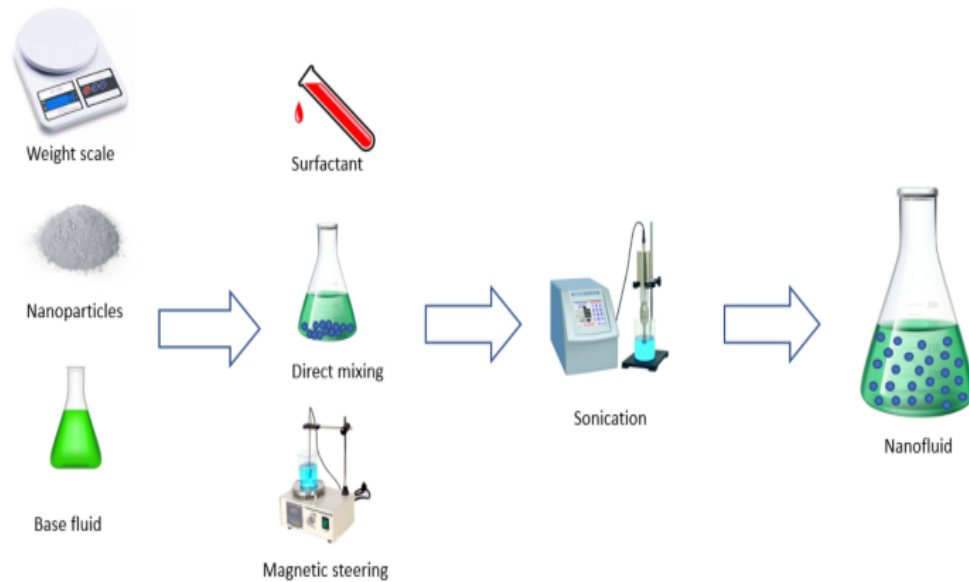 Weight scale
Surfactant
Nanoparticles
Direct mixing
Sonication
Nanofluid
Base fluid
Magnetic steering